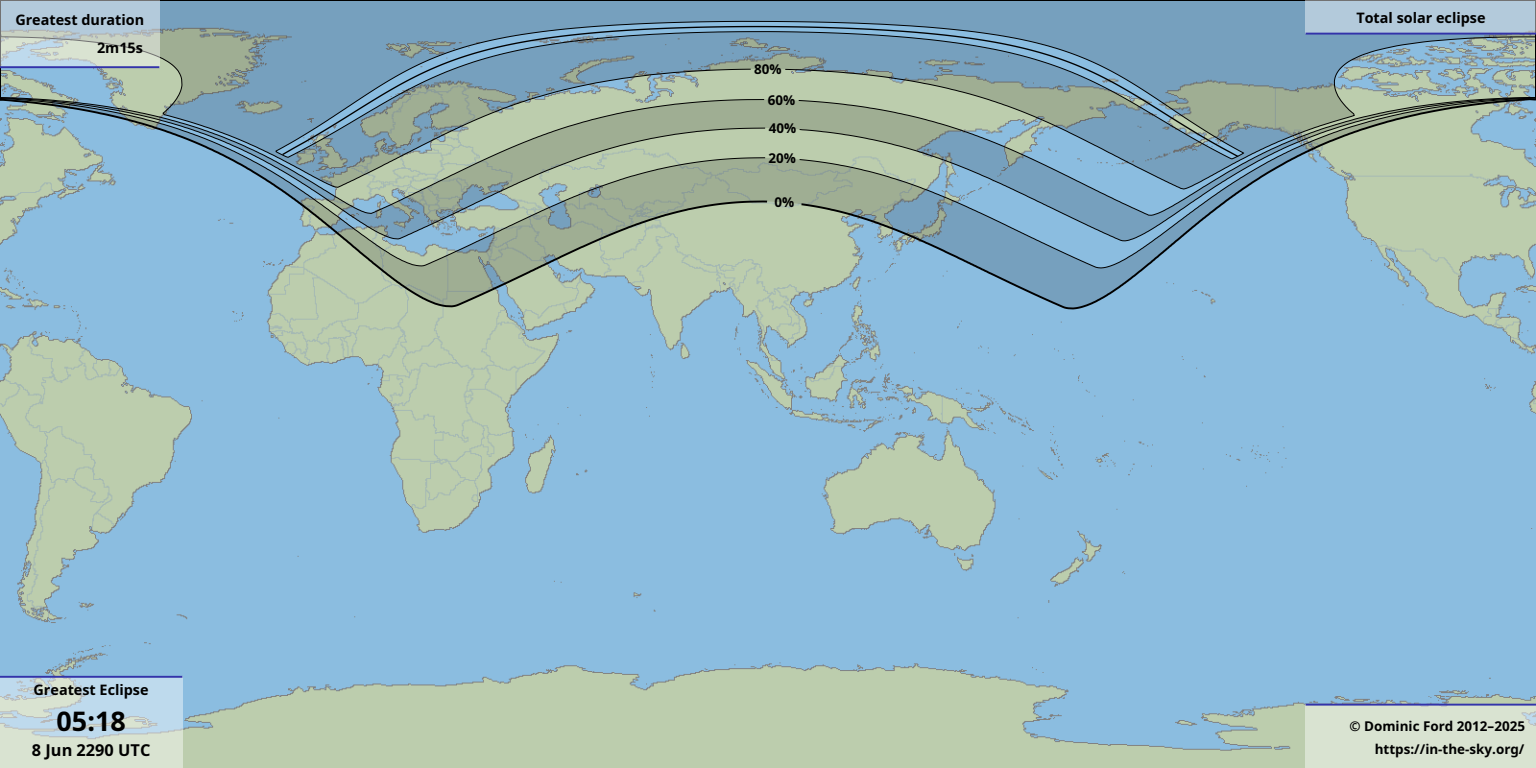 Greatest duration
2m15s
Total solar eclipse
80%
60%
40%
20%
0%
Greatest Eclipse
05:18
8 Jun 2290 UTC
© Dominic Ford 2012–2025
https://in-the-sky.org/